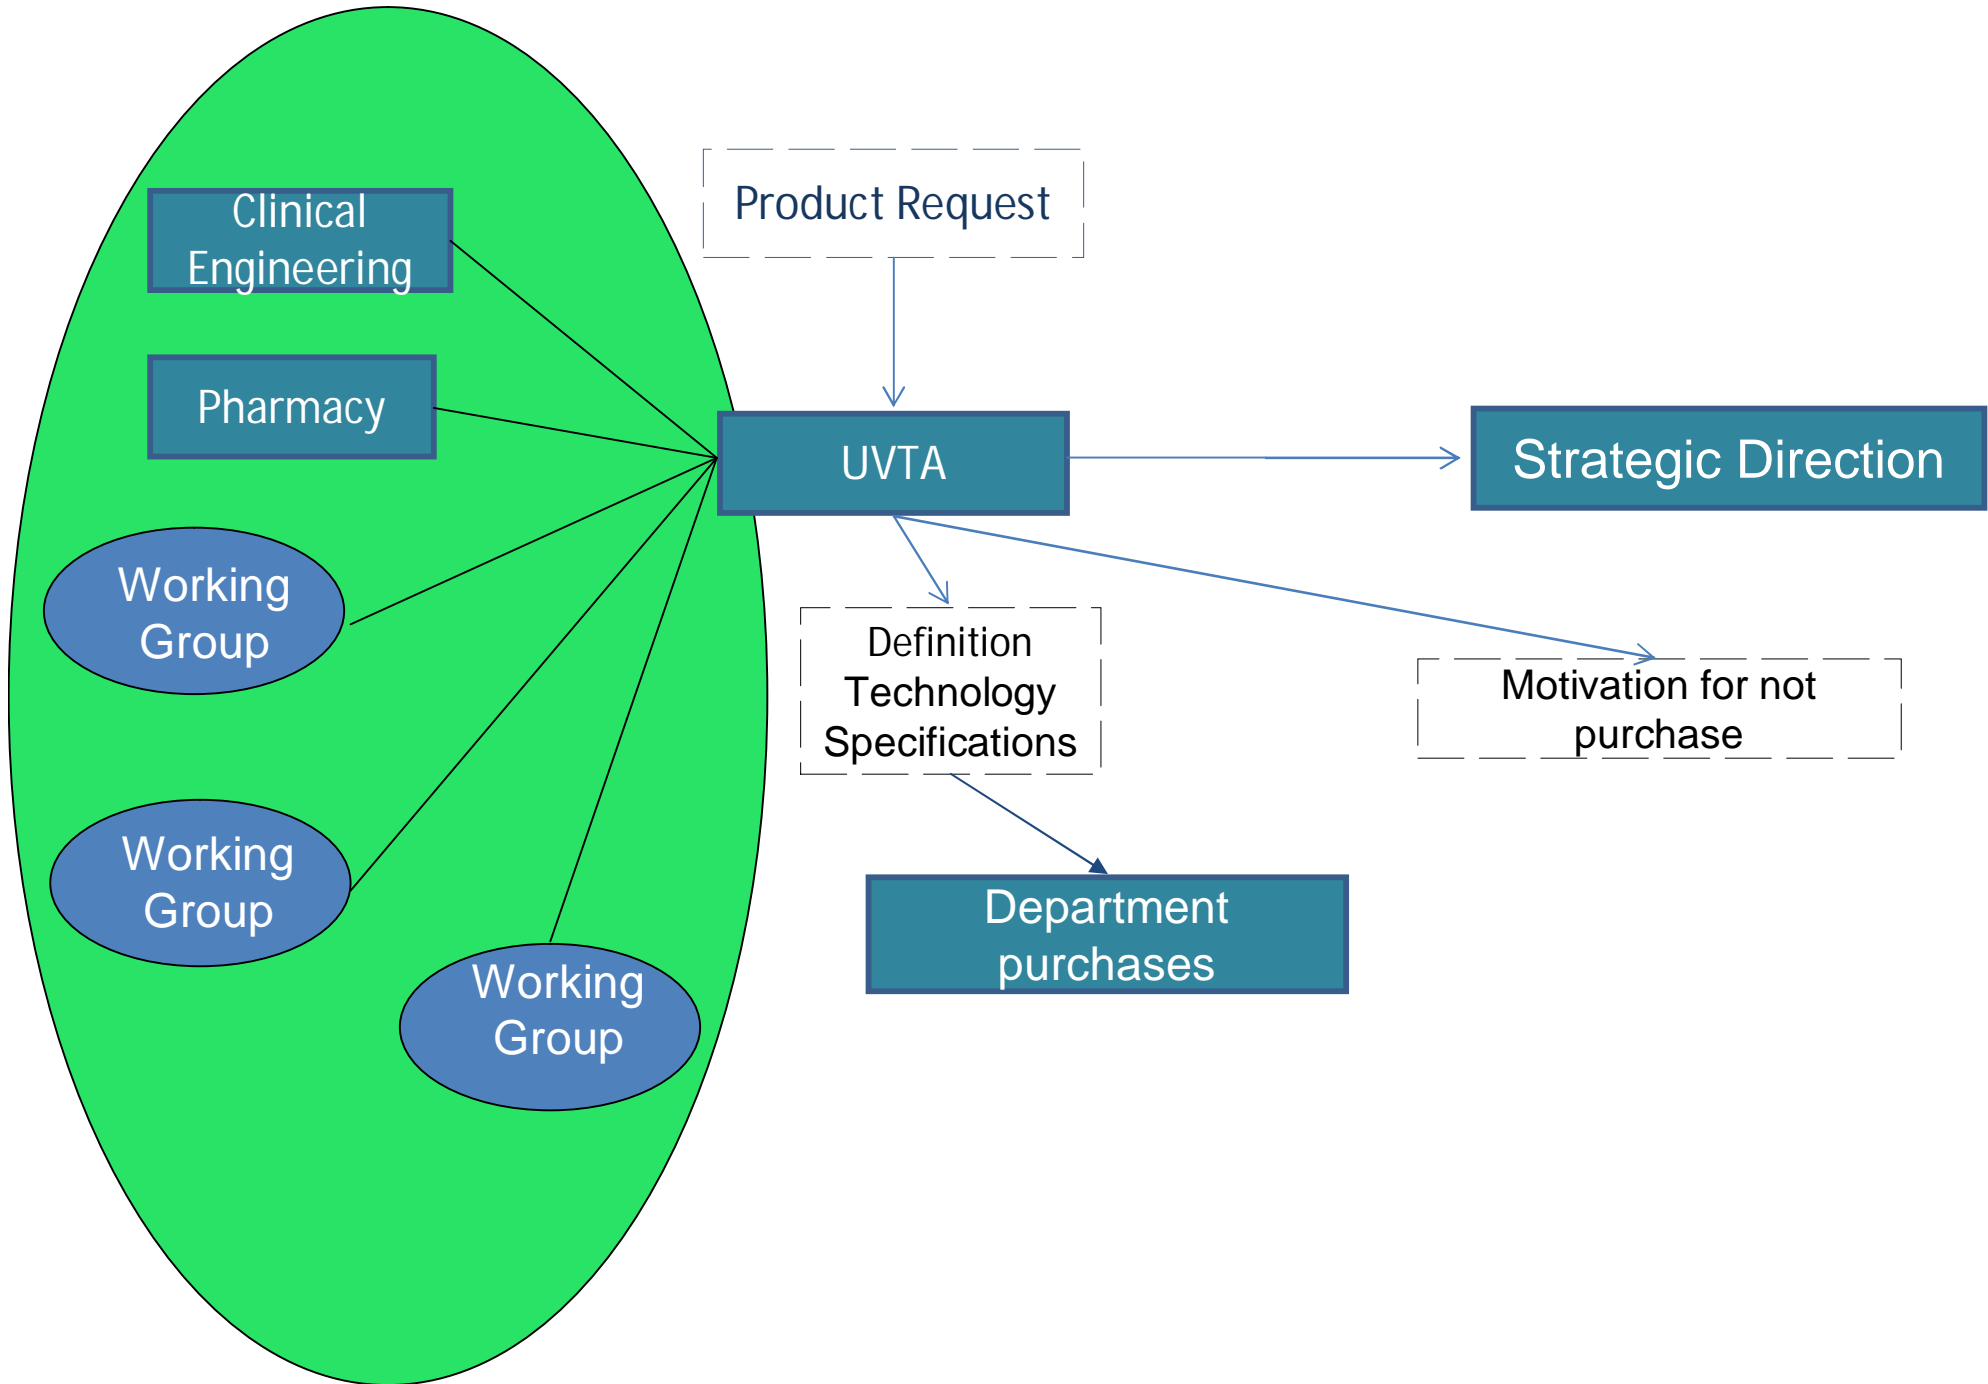 Clinical
Engineering
Product Request
Pharmacy
UVTA
Strategic Direction
Working
Group
Definition
Technology
Specifications
Motivation for not
purchase
Working
Group
Department
purchases
Working
Group